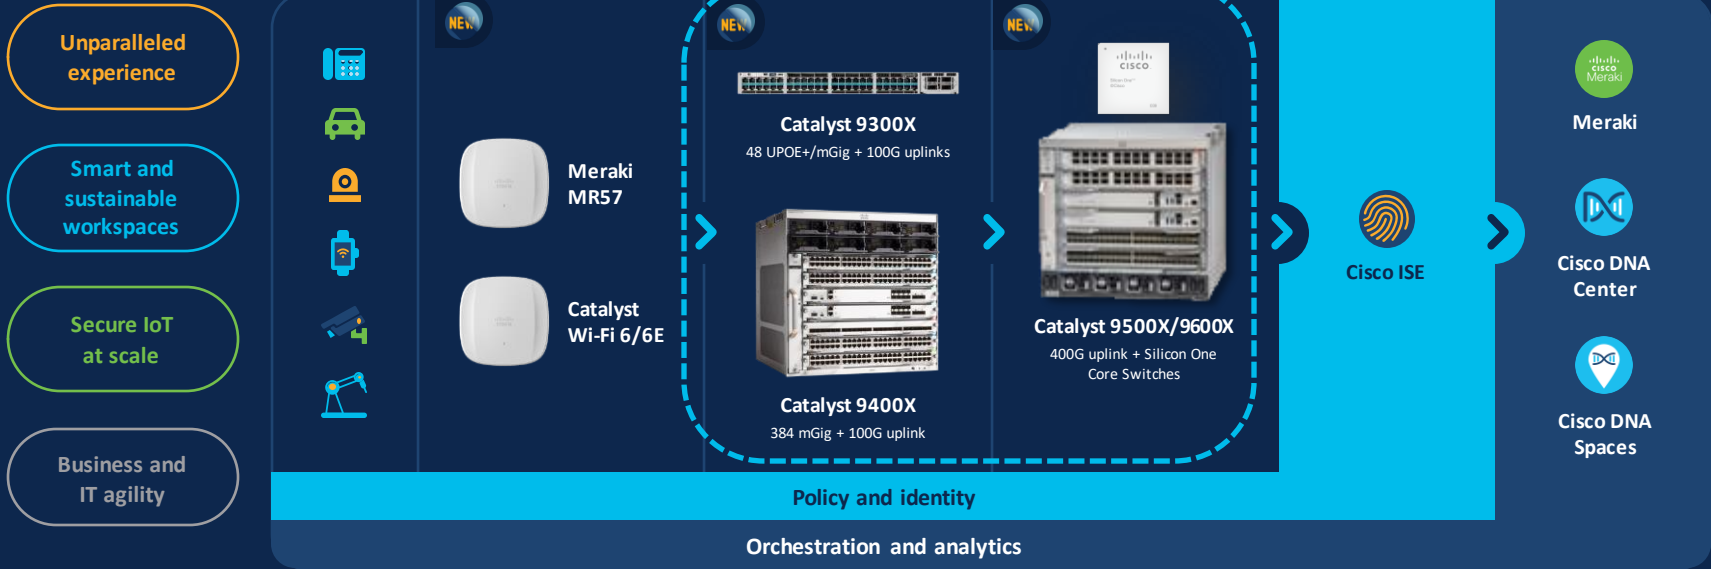 Unparalleled
experience
Smart and
sustainable
workspaces
Secure IoT
at scale
Business and
IT agility
NEW
Meraki
MR57
Catalyst
Wi-Fi 6/6E
NEW
Catalyst 9300X
48 UPOE+/mGig + 100G uplinks
Catalyst 9400X
384 mGig + 100G uplink
NEW
CISCO
Catalyst 9500X/9600X
400G uplink + Silicon One
Core Switches
Cisco ISE
CISCO
Meraki
Meraki
Cisco DNA
Center
Cisco DNA
Spaces
Policy and identity
Orchestration and analytics